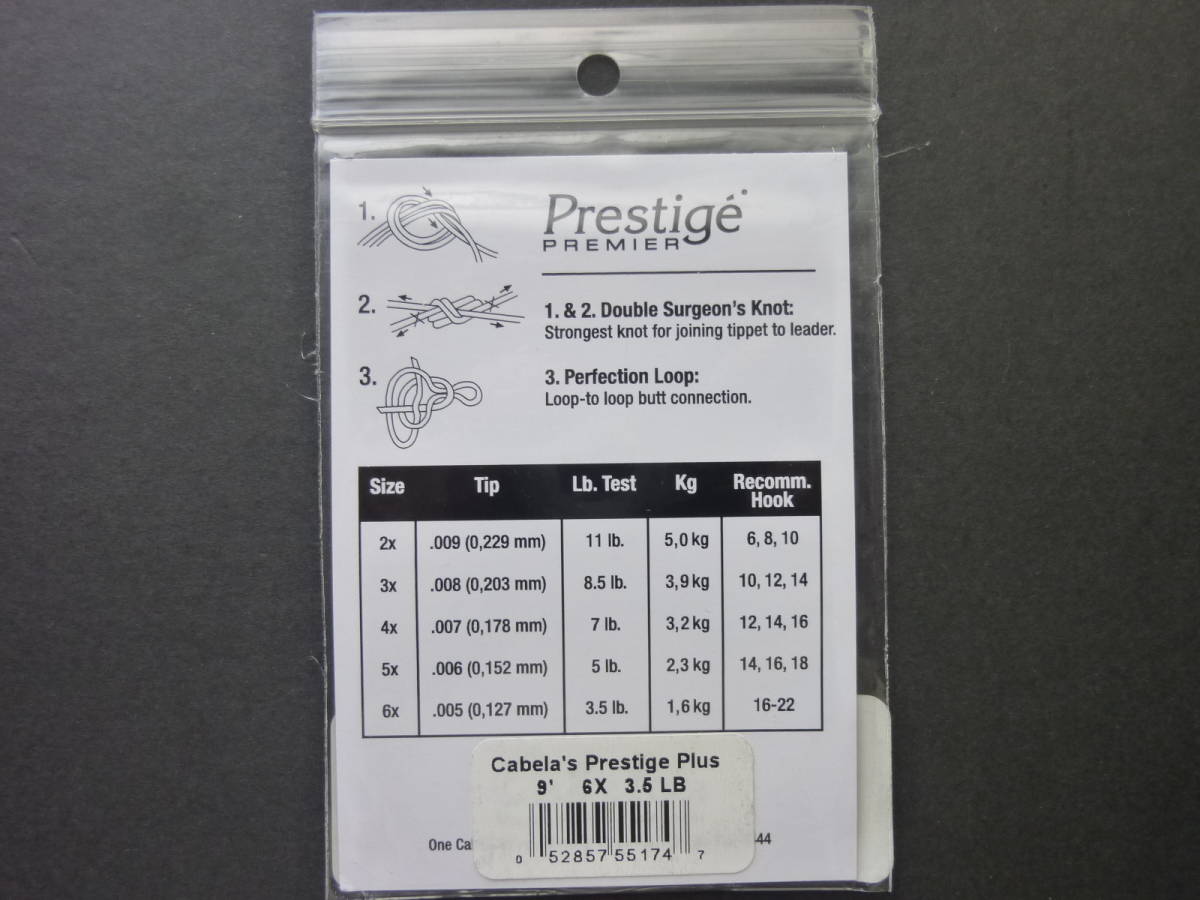 1.
Prestigé
PREMIER
2.
1. & 2. Double Surgeon's Knot:
Strongest knot for joining tippet to leader.
3.
3. Perfection Loop:
Loop-to loop butt connection.
Size Tip Lb. Test Kg Recomm. Hook
2x .009 (0,229 mm) 11 lb. 5,0 kg 6, 8, 10
3x .008 (0,203 mm) 8.5 lb. 3,9 kg 10, 12, 14
4x .007 (0,178 mm) 7 lb. 3,2 kg 12, 14, 16
5x .006 (0,152 mm) 5 lb. 2,3 kg 14, 16, 18
6x .005 (0,127 mm) 3.5 lb. 1,6 kg 16-22
Cabela's Prestige Plus
9' 6X 3.5 LB
One
0 52857 55174 7